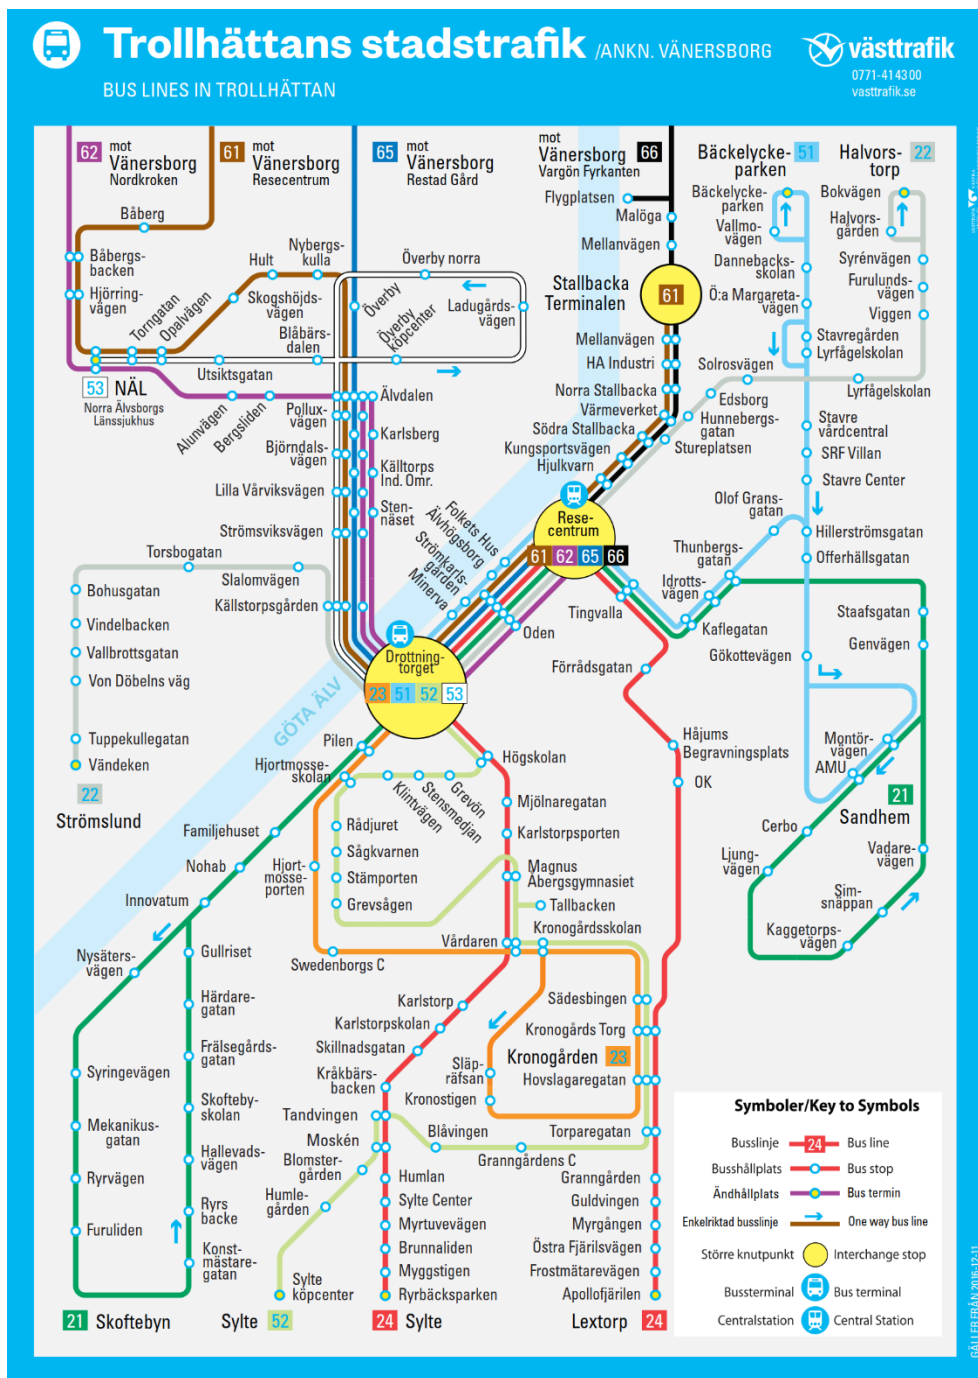 Trollhättans stadstrafik /ANKN. VÄNERSBORG
BUS LINES IN TROLLHÄTTAN
västtrafik
0771-41 43 00
vasttrafik.se
62 mot
Vänersborg
Nordkroken
61 mot
Vänersborg
Resecentrum
65 mot
Vänersborg
Restad Gård
mot
Vänersborg 66
Vargön Fyrkanten
Bäckelycke-
parken 51
Halvors-
torp 22
Flygplatsen
Malöga
Mellanvägen
Bäckelycke-
parken
Vallmo-
vägen
Dannebacks-
skolan
Ö:a Margareta-
vägen
Stavregården
Lyrfågelskolan
Bokvägen
Halvors-
gården
Syrénvägen
Furulunds-
vägen
Viggen
Båberg
Båbergs-
backen
Hjörring-
vägen
Torngatan
Opalvägen
Hult
Nybergs-
kulla
Skogshöjds-
vägen
Blåbärs-
dalen
Utsiktsgatan
Överby norra
Överby
Överby
köpcenter
Ladugårds-
vägen
Stallbacka
Terminalen
61
Mellanvägen
HA Industri
Norra Stallbacka
Värmeverket
Södra Stallbacka
Kungsportsvägen
Hjulkvarn
Solrosvägen
Edsborg
Hunnebergs-
gatan
Stureplatsen
Lyrfågelskolan
53 NÄL
Norra Älvsborgs
Länssjukhus
Alunvägen
Bergsliden
Pollux-
vägen
Björndals-
vägen
Lilla Vårviksvägen
Strömsviksvägen
Källstorpsgården
Älvdalen
Karlsberg
Källtorps
Ind. Omr.
Sten-
näset
Folkets Hus
Älvhögsborg
Strömkarls-
gården
Minerva
Rese-
centrum
61 62 65 66
Oden
Tingvalla
Stavre
vårdcentral
SRF Villan
Stavre Center
Olof Grans-
gatan
Hillerströmsgatan
Offerhällsgatan
Thunbergs-
gatan
Idrotts-
vägen
Kaflegatan
Gökottevägen
Staafsgatan
Genvägen
Torsbogatan
Slalomvägen
Bohusgatan
Vindelbacken
Vallbrottsgatan
Von Döbelns väg
Tuppekullegatan
Vändeken
22
Strömslund
GÖTA ÄLV
Drottning-
torget
23 51 52 53
Förrådsgatan
Håjums
Begravningsplats
OK
Montör-
vägen
AMU
21
Sandhem
Cerbo
Ljung-
vägen
Vadare-
vägen
Sim-
snäppan
Kaggetorps-
vägen
Pilen
Hjortmosse-
skolan
Familjehuset
Nohab
Innovatum
Nysäters-
vägen
Hjort-
mosse-
porten
Klintvägen
Stensmedjan
Grevön
Rådjuret
Sågkvarnen
Stämporten
Grevsågen
Högskolan
Mjölnaregatan
Karlstorpsporten
Magnus
Åbergsgymnasiet
Tallbacken
Kronogårdsskolan
Vårdaren
Swedenborgs C
Karlstorp
Karlstorpskolan
Skillnadsgatan
Kråkbärs-
backen
Sädesbingen
Kronogårds Torg
Kronogården 23
Hovslagaregatan
Släp-
räfsan
Kronostigen
Torparegatan
Tandvingen
Moskén
Blomster-
gården
Humle-
gården
Blåvingen
Granngårdens C
Gullriset
Härdare-
gatan
Frälsegårds-
gatan
Skofteby-
skolan
Hallevads-
vägen
Ryrs
backe
Konst-
mästare-
gatan
Syringevägen
Mekanikus-
gatan
Ryrvägen
Furuliden
Humlan
Sylte Center
Myrtuvevägen
Brunnaliden
Myggstigen
Ryrbäcksparken
Granngården
Guldvingen
Myrgången
Östra Fjärilsvägen
Frostmätarevägen
Apollofjärilen
Sylte
köpcenter
21 Skoftebyn
Sylte 52
24 Sylte
Lextorp 24
Symboler/Key to Symbols
Busslinje 24 Bus line
Busshållplats Bus stop
Ändhållplats Bus termin
Enkelriktad busslinje One way bus line
Större knutpunkt Interchange stop
Bussterminal Bus terminal
Centralstation Central Station
GÄLLER FRÅN 2016-12-11